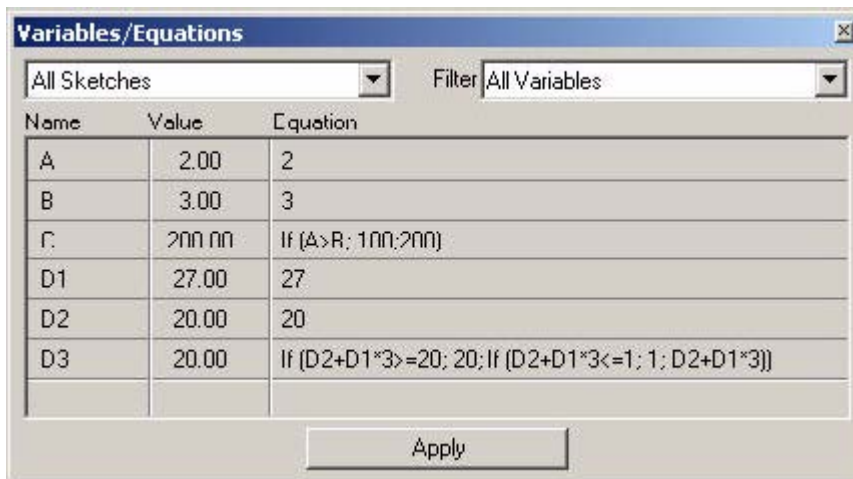 Variables/Equations
All Sketches Filter All Variables
Name Value Equation
A 2.00 2
B 3.00 3
C 200.00 If (A>B; 100;200)
D1 27.00 27
D2 20.00 20
D3 20.00 If (D2+D1*3>=20; 20; If (D2+D1*3<=1; 1; D2+D1*3))
Apply